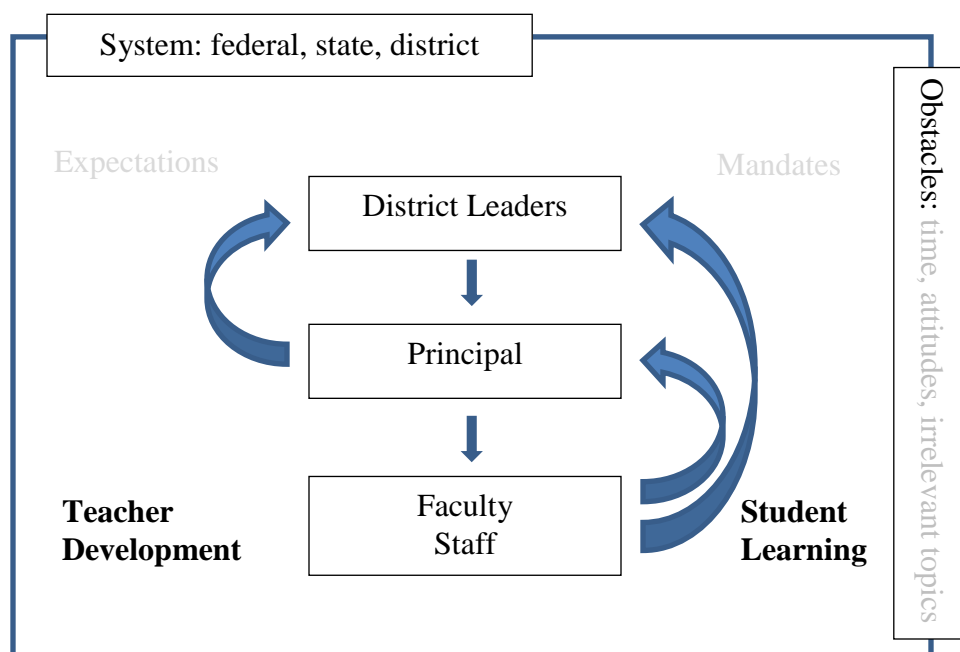 System: federal, state, district
Obstacles: time, attitudes, irrelevant topics
Expectations
Mandates
District Leaders
Principal
Faculty
Staff
Teacher
Development
Student
Learning